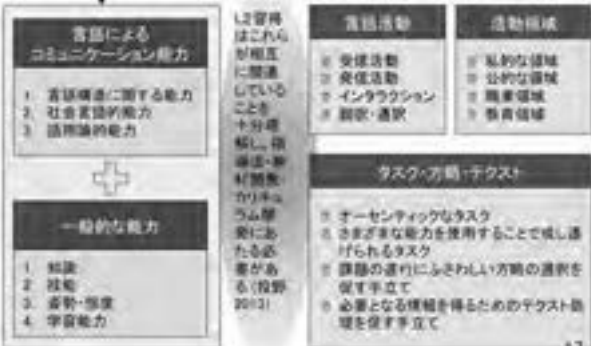 言語による
コミュニケーション能力
1. 言語構造に関する能力
2. 社会言語的能力
3. 語用論的能力
一般的な能力
1. 知識
2. 技能
3. 姿勢・態度
4. 学習能力
L2習得
はこれら
が相互
に関連
している
ことを
十分理
解し、指
導法・教
材開発・
カリキュ
ラム開
発にあ
たる必
要があ
る(投野
2013)
言語活動
受信活動
発信活動
インタラクション
翻訳・通訳
活動領域
私的な領域
公的な領域
職業領域
教育領域
タスク・方略・テクスト
オーセンティックなタスク
さまざまな能力を使用することで成し遂
げられるタスク
課題の遂行にふさわしい方略の選択を
促す手立て
必要となる情報を得るためのテクスト処
理を促す手立て